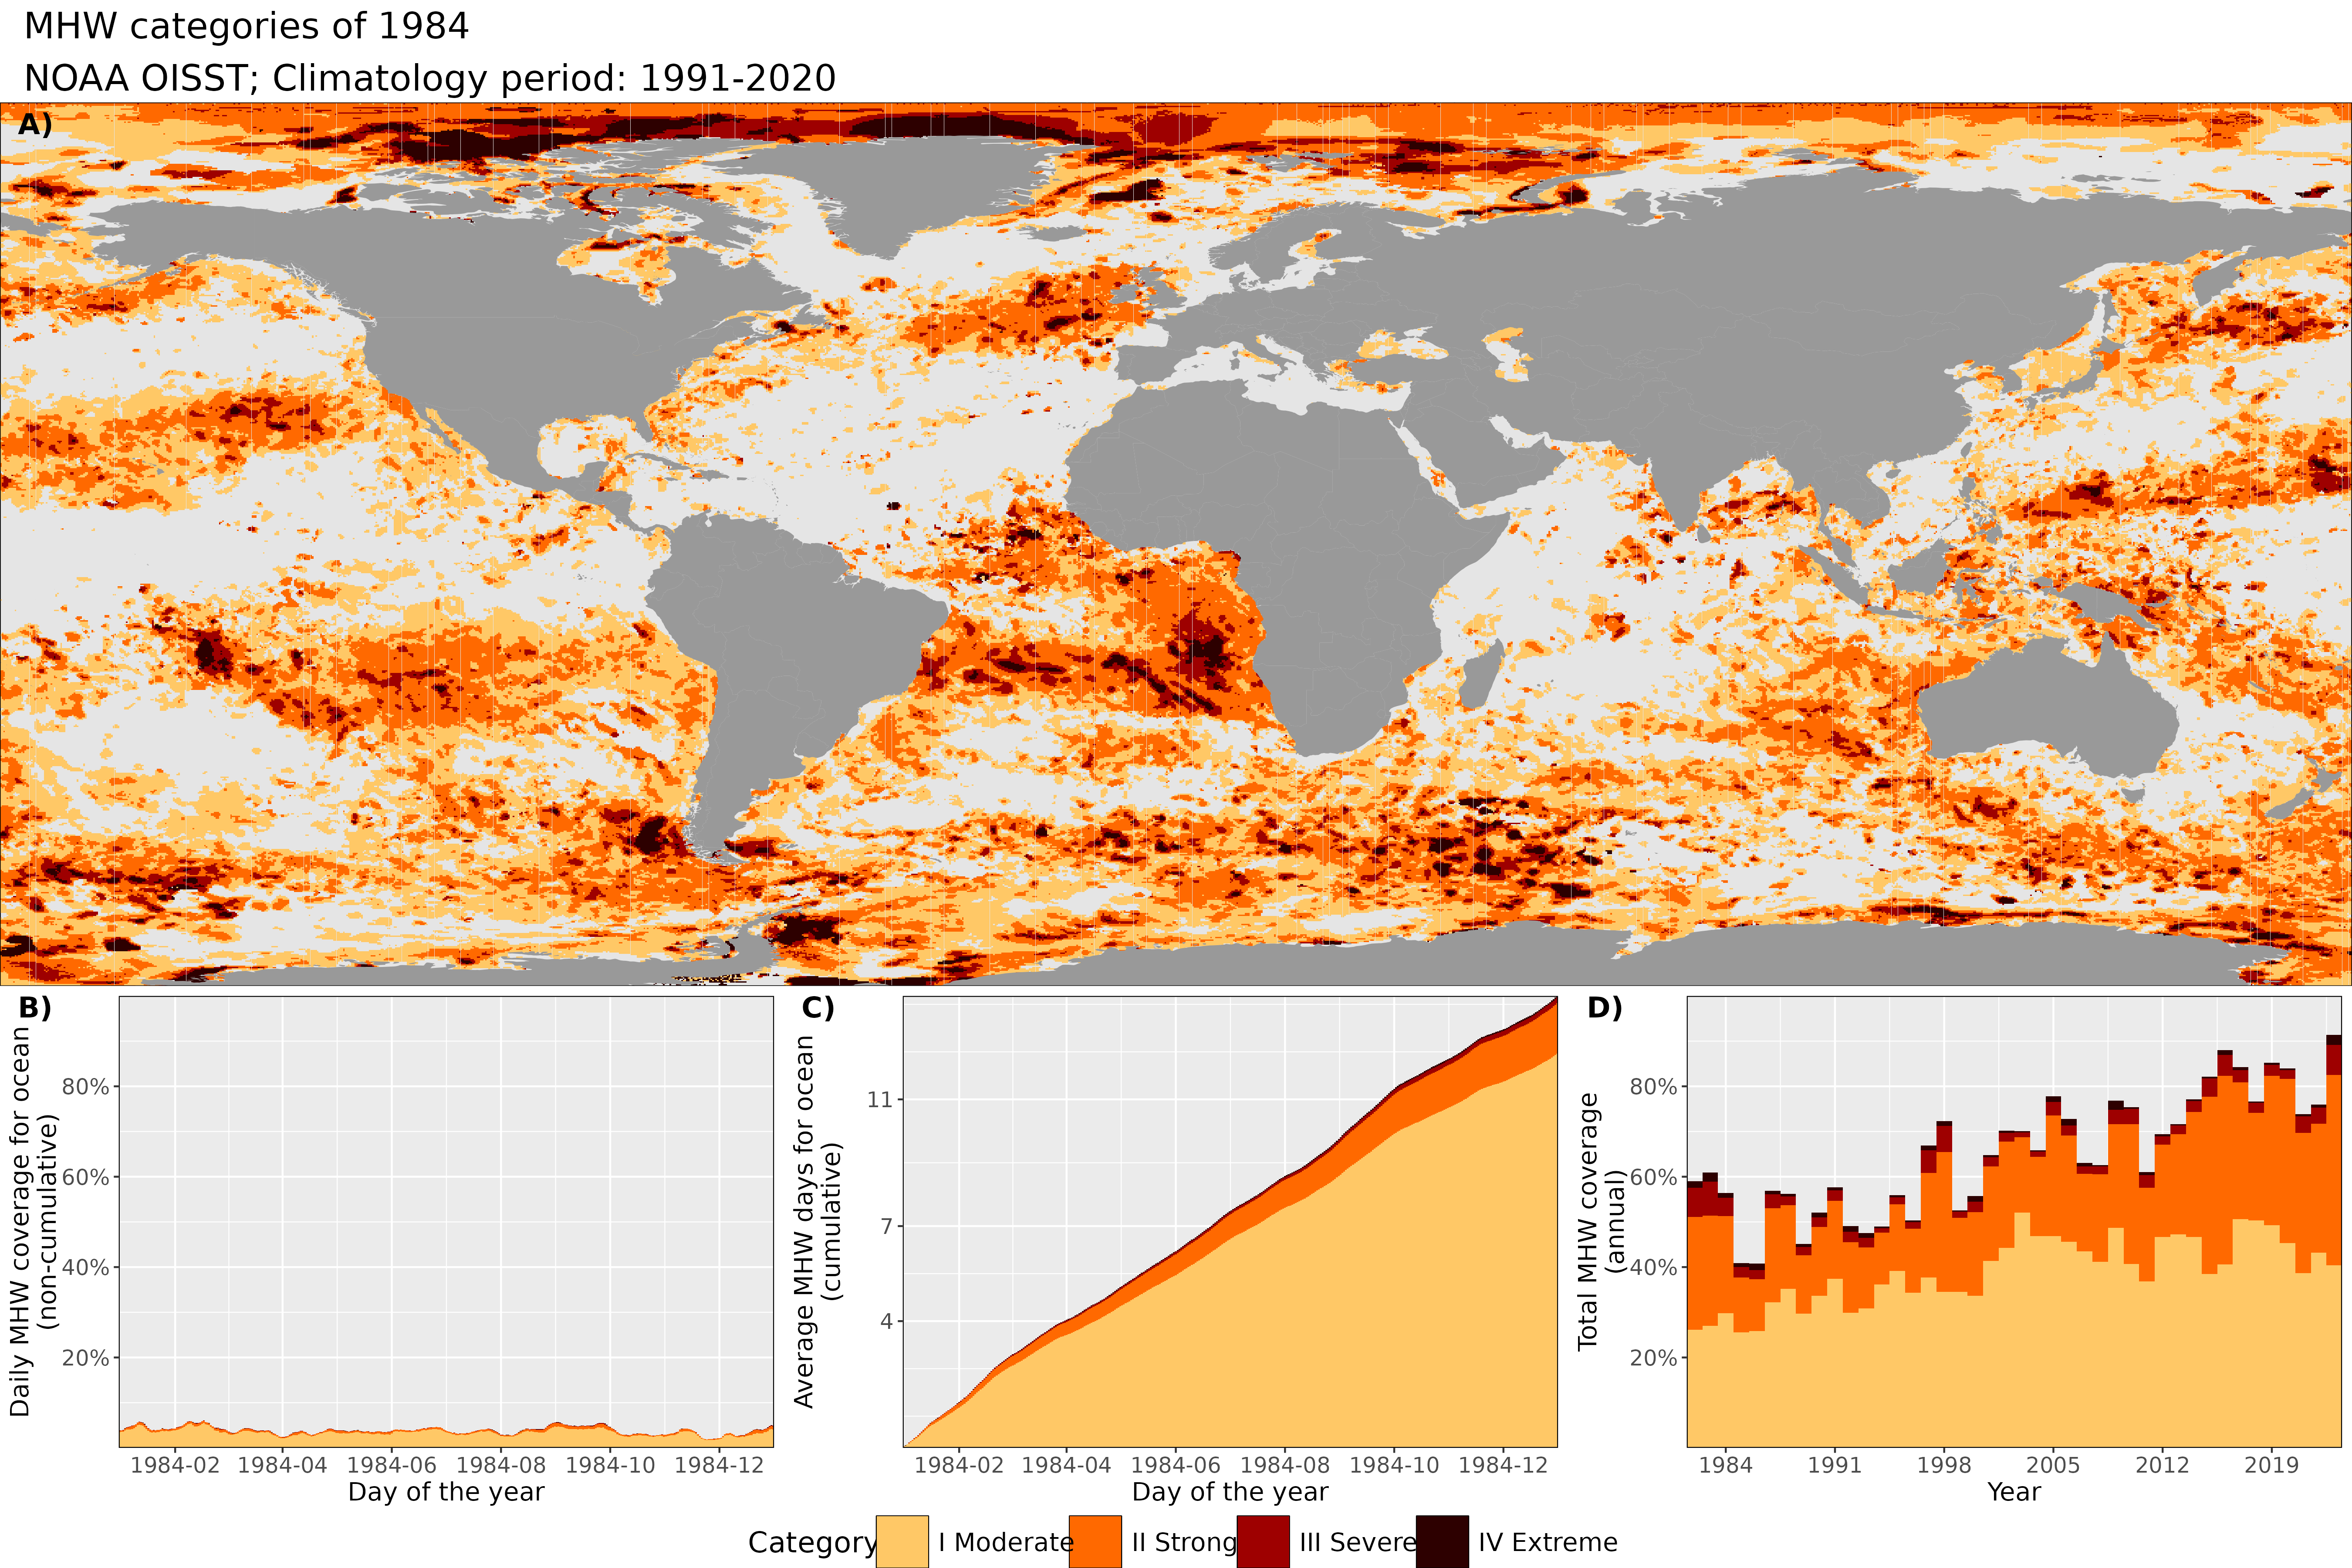 MHW categories of 1984
NOAA OISST; Climatology period: 1991-2020
A)
B)
Daily MHW coverage for ocean
(non-cumulative)
80%
60%
40%
20%
1984-02 1984-04 1984-06 1984-08 1984-10 1984-12
Day of the year
C)
Average MHW days for ocean
(cumulative)
11
7
4
1984-02 1984-04 1984-06 1984-08 1984-10 1984-12
Day of the year
D)
Total MHW coverage
(annual)
80%
60%
40%
20%
1984 1991 1998 2005 2012 2019
Year
Category I Moderate II Strong III Severe IV Extreme